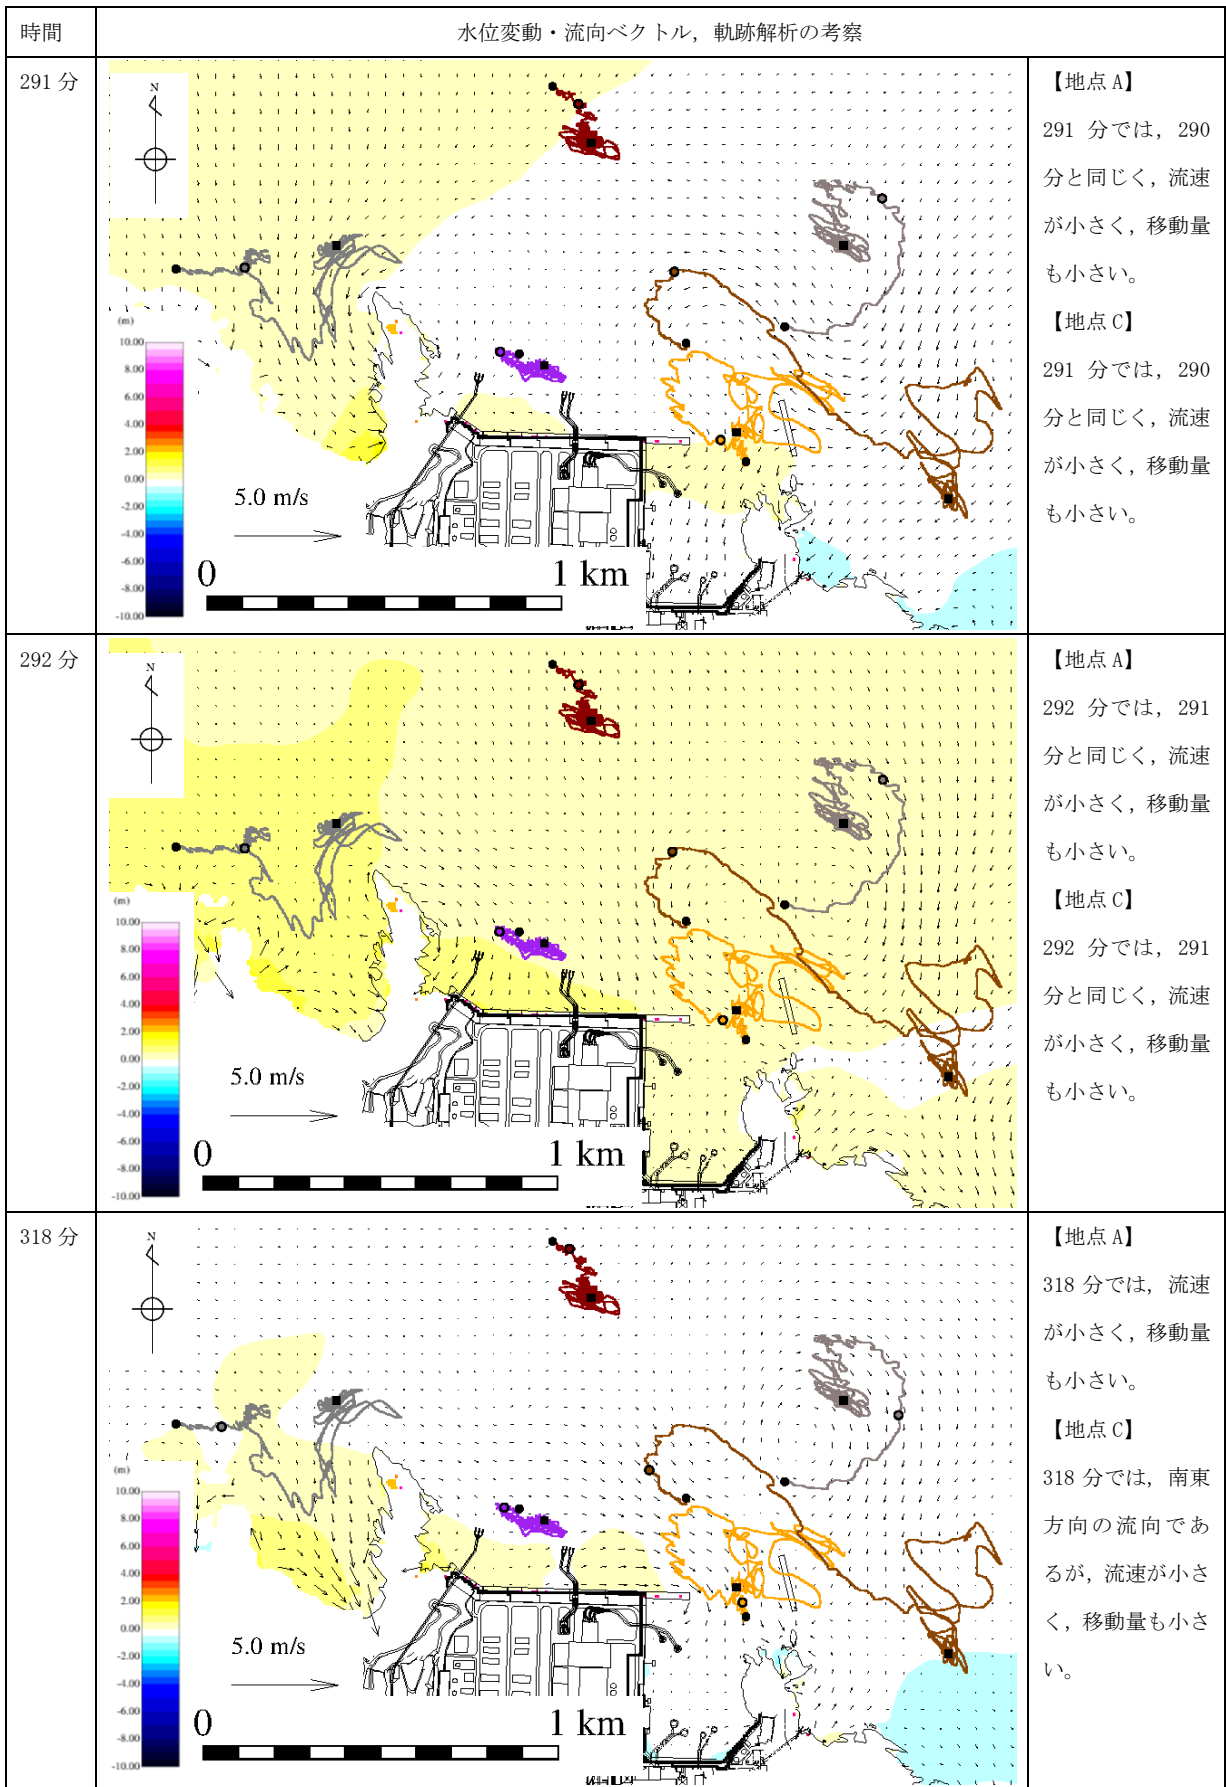 時間
水位変動・流向ベクトル，軌跡解析の考察
291 分
N
(m)
10.00
8.00
6.00
4.00
2.00
0.00
-2.00
-4.00
-6.00
-8.00
-10.00
5.0 m/s
0
1 km
【地点 A】
291 分では，290
分と同じく，流速
が小さく，移動量
も小さい。
【地点 C】
291 分では，290
分と同じく，流速
が小さく，移動量
も小さい。
292 分
N
(m)
10.00
8.00
6.00
4.00
2.00
0.00
-2.00
-4.00
-6.00
-8.00
-10.00
5.0 m/s
0
1 km
【地点 A】
292 分では，291
分と同じく，流速
が小さく，移動量
も小さい。
【地点 C】
292 分では，291
分と同じく，流速
が小さく，移動量
も小さい。
318 分
N
(m)
10.00
8.00
6.00
4.00
2.00
0.00
-2.00
-4.00
-6.00
-8.00
-10.00
5.0 m/s
0
1 km
【地点 A】
318 分では，流速
が小さく，移動量
も小さい。
【地点 C】
318 分では，南東
方向の流向であ
るが，流速が小さ
く，移動量も小さ
い。